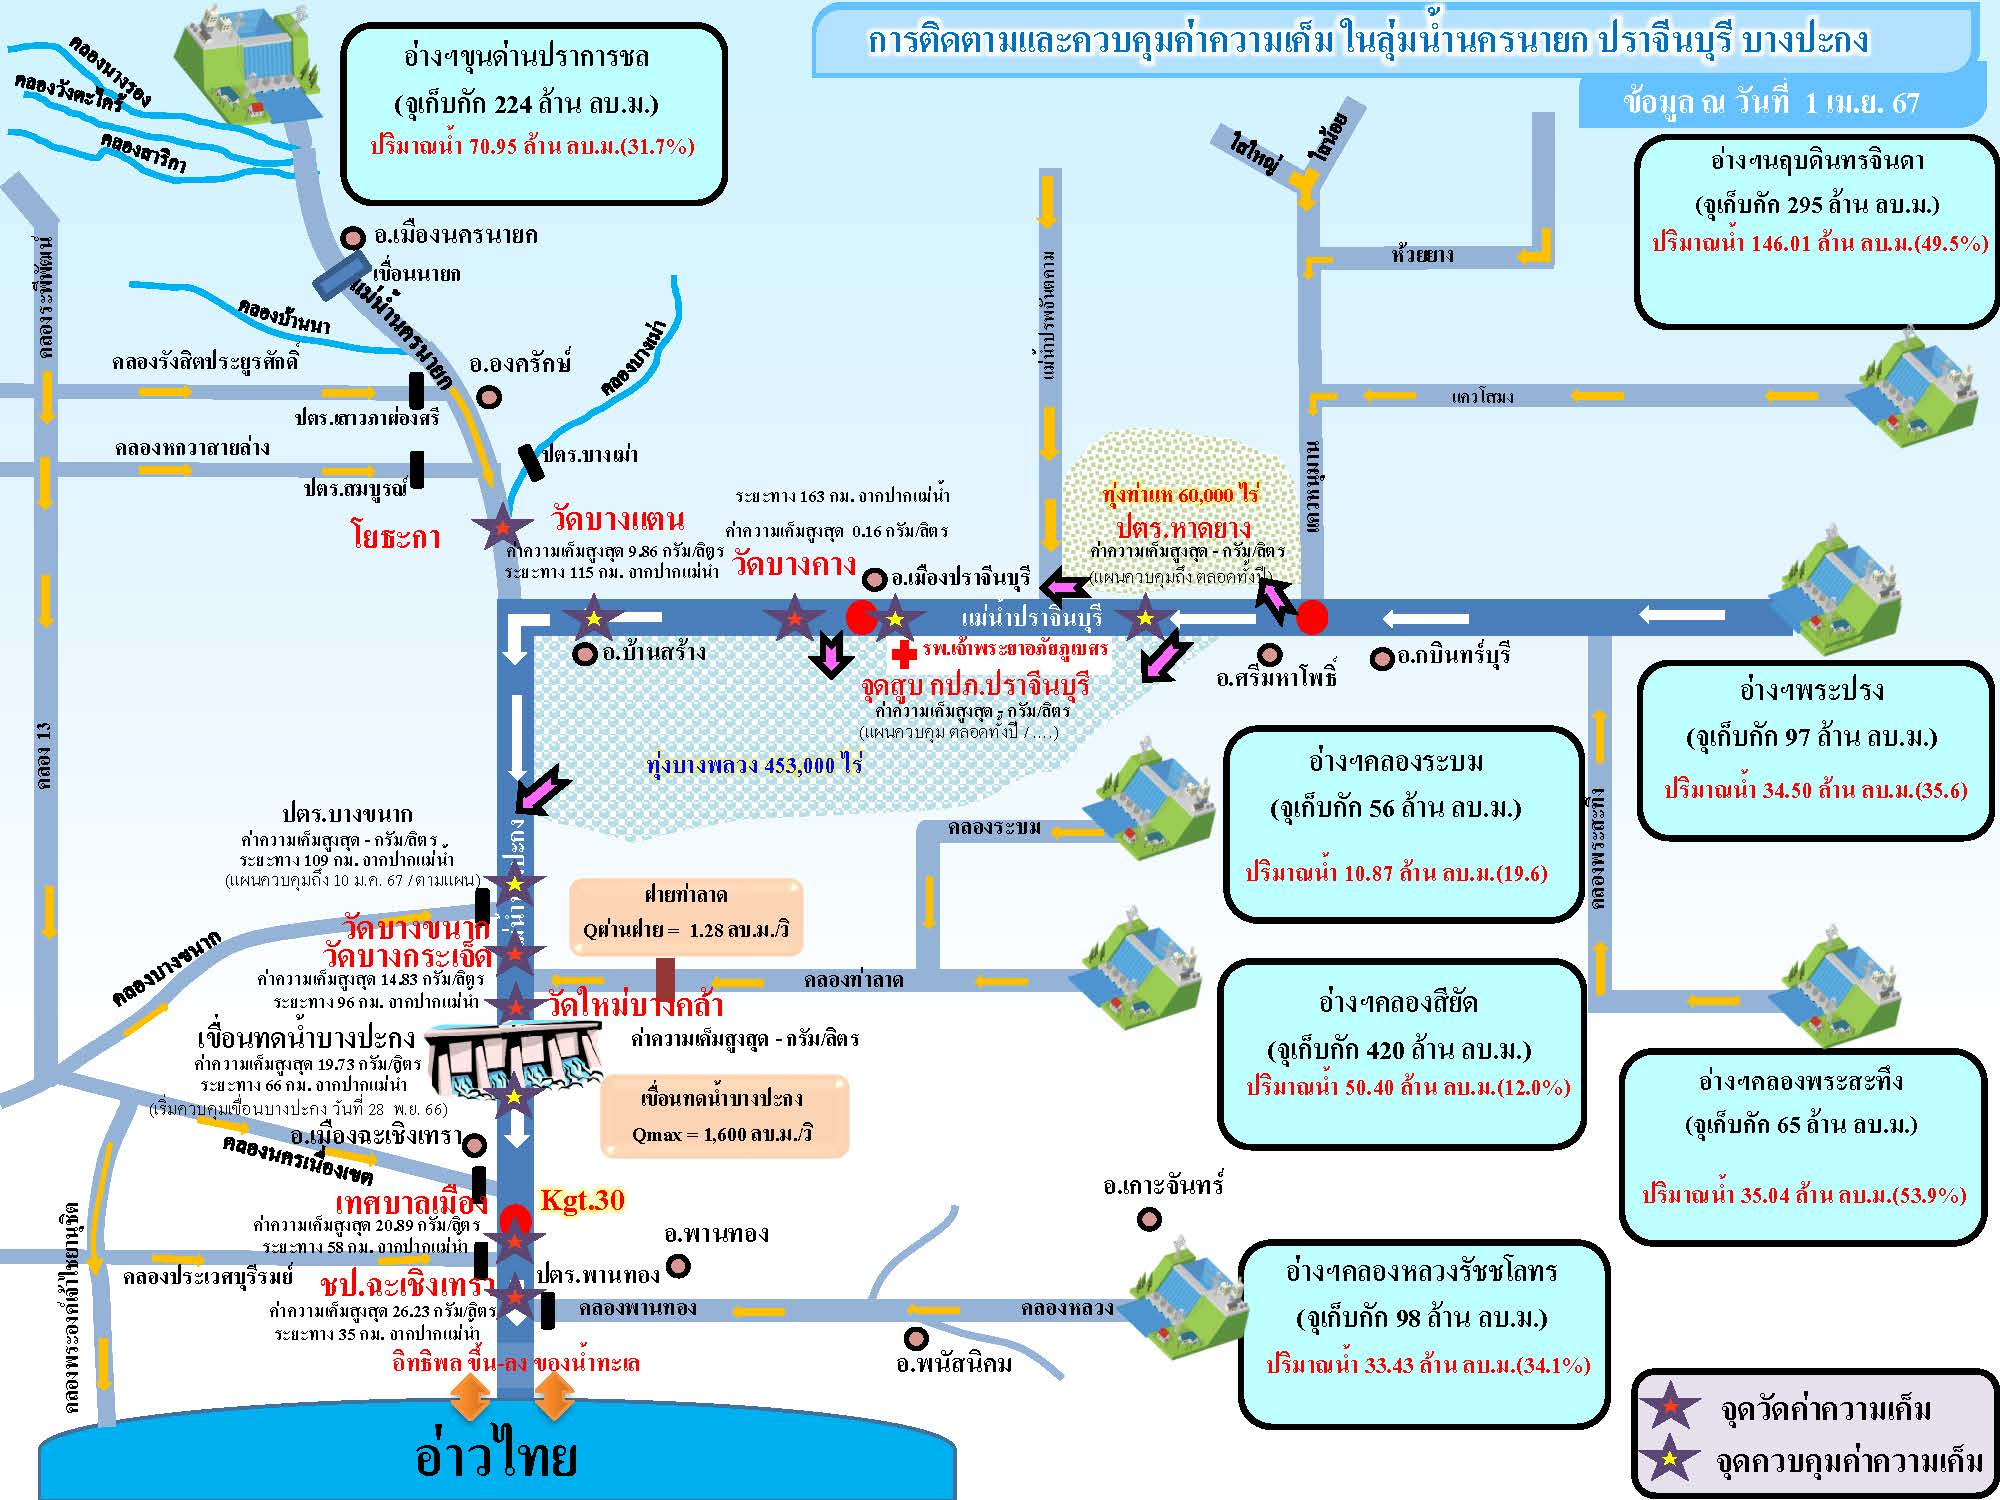 การติดตามและควบคุมค่าความเค็ม ในลุ่มน้ำนครนายก ปราจีนบุรี บางปะกง
ข้อมูล ณ วันที่ 1 เม.ย. 67
คลองนางรอง
คลองวังตะไคร้
คลองสาริกา
อ่างฯขุนด่านปราการชล
(จุเก็บกัก 224 ล้าน ลบ.ม.)
ปริมาณน้ำ 70.95 ล้าน ลบ.ม.(31.7%)
ใสใหญ่
ใสน้อย
อ่างฯนฤบดินทรจินดา
(จุเก็บกัก 295 ล้าน ลบ.ม.)
ปริมาณน้ำ 146.01 ล้าน ลบ.ม.(49.5%)
อ.เมืองนครนายก
เขื่อนนายก
แม่น้ำนครนายก
คลองระพีพัฒน์
คลองบ้านนา
คลองบางเม่า
ห้วยยาง
คลองรังสิตประยูรศักดิ์
อ.องครักษ์
ปตร.เสาวภาผ่องศรี
แควโสมง
คลองหกวาสายล่าง
ปตร.สมบูรณ์
ปตร.บางเม่า
แควหนุมาน
โยธะกา
วัดบางแตน
ค่าความเค็มสูงสุด 9.86 กรัม/ลิตร
ระยะทาง 115 กม. จากปากแม่น้ำ
ระยะทาง 163 กม. จากปากแม่น้ำ
ค่าความเค็มสูงสุด 0.16 กรัม/ลิตร
วัดบางคาง
อ.เมืองปราจีนบุรี
ทุ่งท่าแห 60,000 ไร่
ปตร.หาดยาง
ค่าความเค็มสูงสุด - กรัม/ลิตร
(แผนควบคุมถึง ตลอดทั้งปี)
แม่น้ำปราจีนบุรี
อ.บ้านสร้าง
รพ.เจ้าพระยาอภัยภูเบศร
จุดสูบ กปภ.ปราจีนบุรี
ค่าความเค็มสูงสุด - กรัม/ลิตร
(แผนควบคุม ตลอดทั้งปี / ....)
อ.ศรีมหาโพธิ์
อ.กบินทร์บุรี
อ่างฯพระปรง
(จุเก็บกัก 97 ล้าน ลบ.ม.)
ปริมาณน้ำ 34.50 ล้าน ลบ.ม.(35.6)
ทุ่งบางพลวง 453,000 ไร่
คลอง 13
อ่างฯคลองระบม
(จุเก็บกัก 56 ล้าน ลบ.ม.)
ปริมาณน้ำ 10.87 ล้าน ลบ.ม.(19.6)
คลองพระสะทึง
คลองระบม
ปตร.บางขนาก
ค่าความเค็มสูงสุด - กรัม/ลิตร
ระยะทาง 109 กม. จากปากแม่น้ำ
(แผนควบคุมถึง 10 ม.ค. 67 /ตามแผน)
วัดบางขนาก
วัดบางกระเจ็ด
ค่าความเค็มสูงสุด 14.83 กรัม/ลิตร
ระยะทาง 96 กม. จากปากแม่น้ำ
คลองบางขนาก
ฝายท่าลาด
Qผ่านฝาย = 1.28 ลบ.ม./วิ
คลองท่าลาด
วัดใหม่บางคล้า
ค่าความเค็มสูงสุด - กรัม/ลิตร
อ่างฯคลองสียัด
(จุเก็บกัก 420 ล้าน ลบ.ม.)
ปริมาณน้ำ 50.40 ล้าน ลบ.ม.(12.0%)
เขื่อนทดน้ำบางปะกง
ค่าความเค็มสูงสุด 19.73 กรัม/ลิตร
ระยะทาง 66 กม. จากปากแม่น้ำ
(เริ่มควบคุมเขื่อนบางปะกง วันที่ 28 พ.ย. 66)
เขื่อนทดน้ำบางปะกง
Qmax = 1,600 ลบ.ม./วิ
อ่างฯคลองพระสะทึง
(จุเก็บกัก 65 ล้าน ลบ.ม.)
ปริมาณน้ำ 35.04 ล้าน ลบ.ม.(53.9%)
อ.เมืองฉะเชิงเทรา
คลองนครเนื่องเขต
เทศบาลเมือง
ค่าความเค็มสูงสุด 20.89 กรัม/ลิตร
ระยะทาง 58 กม. จากปากแม่น้ำ
Kgt.30
อ.เกาะจันทร์
อ.พานทอง
คลองประเวศบุรีรมย์
คลองพระองค์เจ้าไชยานุชิต
ชป.ฉะเชิงเทรา
ค่าความเค็มสูงสุด 26.23 กรัม/ลิตร
ระยะทาง 35 กม. จากปากแม่น้ำ
ปตร.พานทอง
คลองพานทอง
คลองหลวง
อ.พนัสนิคม
อ่างฯคลองหลวงรัชชโลทร
(จุเก็บกัก 98 ล้าน ลบ.ม.)
ปริมาณน้ำ 33.43 ล้าน ลบ.ม.(34.1%)
อิทธิพล ขึ้น-ลง ของน้ำทะเล
อ่าวไทย
จุดวัดค่าความเค็ม
จุดควบคุมค่าความเค็ม